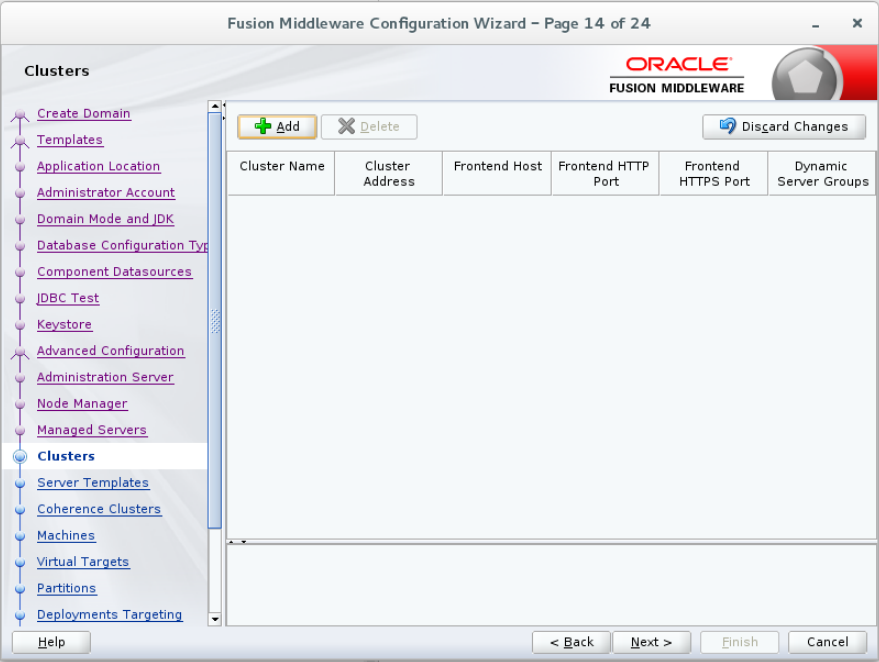 Fusion Middleware Configuration Wizard – Page 14 of 24
Clusters
ORACLE
FUSION MIDDLEWARE
Create Domain
Templates
Application Location
Administrator Account
Domain Mode and JDK
Database Configuration Typ
Component Datasources
JDBC Test
Keystore
Advanced Configuration
Administration Server
Node Manager
Managed Servers
Clusters
Server Templates
Coherence Clusters
Machines
Virtual Targets
Partitions
Deployments Targeting
Add
Delete
Discard Changes
Cluster Name
Cluster
Address
Frontend Host
Frontend HTTP
Port
Frontend
HTTPS Port
Dynamic
Server Groups
Help
< Back
Next >
Finish
Cancel